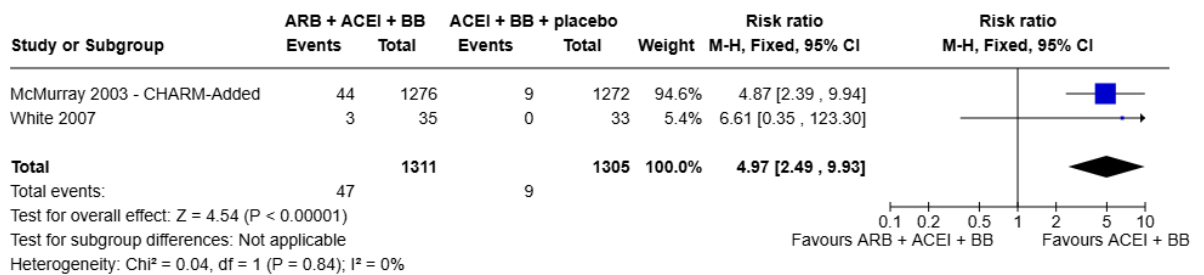 ARB + ACEI + BB ACEI + BB + placebo Risk ratio Risk ratio
Study or Subgroup Events Total Events Total Weight M-H, Fixed, 95% CI M-H, Fixed, 95% CI
McMurray 2003 - CHARM-Added 44 1276 9 1272 94.6% 4.87 [2.39 , 9.94]
White 2007 3 35 0 33 5.4% 6.61 [0.35 , 123.30]
Total 1311 1305 100.0% 4.97 [2.49 , 9.93]
Total events: 47 9
Test for overall effect: Z = 4.54 (P < 0.00001) 0.1 0.2 0.5 1 2 5 10
Test for subgroup differences: Not applicable Favours ARB + ACEI + BB Favours ACEI + BB
Heterogeneity: Chi² = 0.04, df = 1 (P = 0.84); I² = 0%